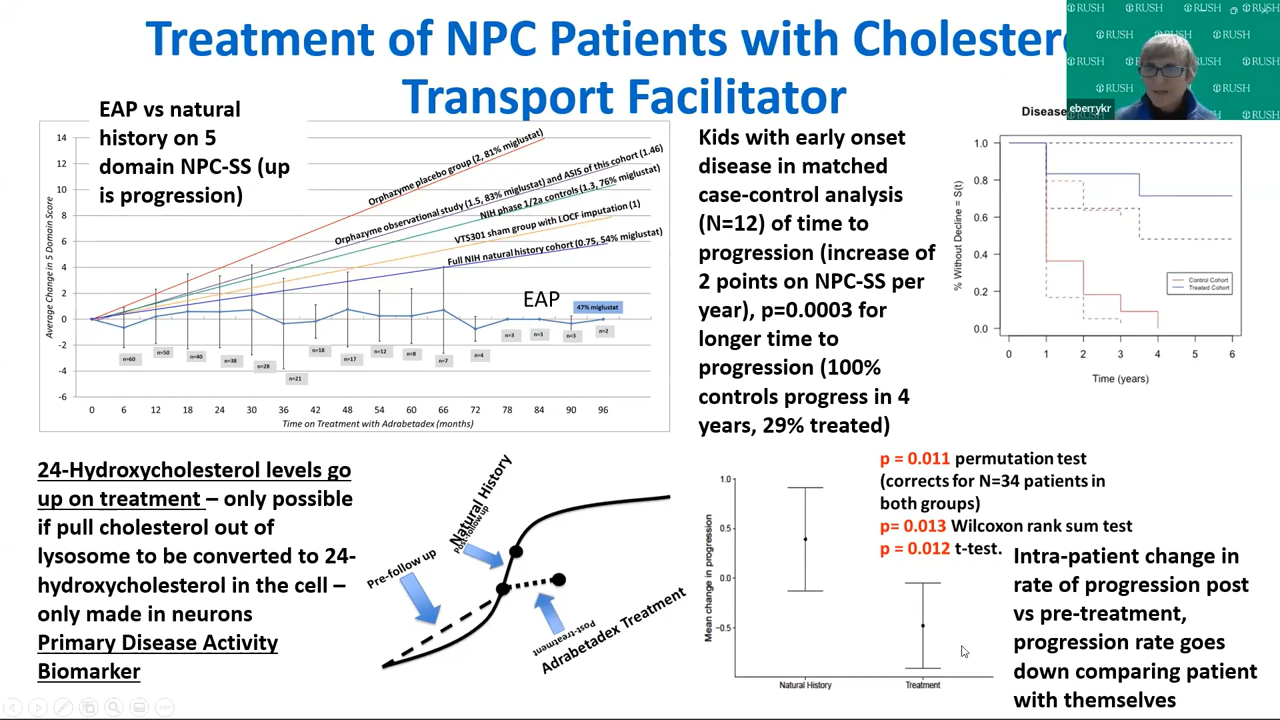 Treatment of NPC Patients with Cholestero
Transport Facilitator
RUSH
RUSH
RUSH
RUSH
RUSH
RUSH
RUSH
RUSH
RUSH
RUSH
eberrykr
EAP vs natural
history on 5
domain NPC-SS (up
is progression)
Average Change in 5 Domain Score
14
12
10
8
6
4
2
0
-2
-4
-6
Orphazyme placebo group (2, 81% miglustat)
Orphazyme observational study (1.5, 83% miglustat) and ASIS of this cohort (1.46)
NIH phase 1/2a controls (1.3, 76% miglustat)
VTS301 sham group with LOCF imputation (1)
Full NIH natural history cohort (0.75, 54% miglustat)
EAP
47% miglustat
n=60
n=50
n=40
n=38
n=28
n=21
n=18
n=17
n=12
n=8
n=7
n=4
n=3
n=3
n=3
n=2
0 6 12 18 24 30 36 42 48 54 60 66 72 78 84 90 96
Time on Treatment with Adrabetadex (months)
Kids with early onset
disease in matched
case-control analysis
(N=12) of time to
progression (increase of
2 points on NPC-SS per
year), p=0.0003 for
longer time to
progression (100%
controls progress in 4
years, 29% treated)
Disease
% Without Decline = S(t)
1.0
0.8
0.6
0.4
0.2
0.0
Control Cohort
Treated Cohort
0 1 2 3 4 5 6
Time (years)
24-Hydroxycholesterol levels go
up on treatment – only possible
if pull cholesterol out of
lysosome to be converted to 24-
hydroxycholesterol in the cell –
only made in neurons
Primary Disease Activity
Biomarker
Pre-follow up
Natural History
Post-follow up
Post-treatment
Adrabetadex Treatment
p = 0.011 permutation test
(corrects for N=34 patients in
both groups)
p= 0.013 Wilcoxon rank sum test
p = 0.012 t-test.
Mean change in progression
1.0
0.5
0.0
−0.5
Natural History
Treatment
Intra-patient change in
rate of progression post
vs pre-treatment,
progression rate goes
down comparing patient
with themselves